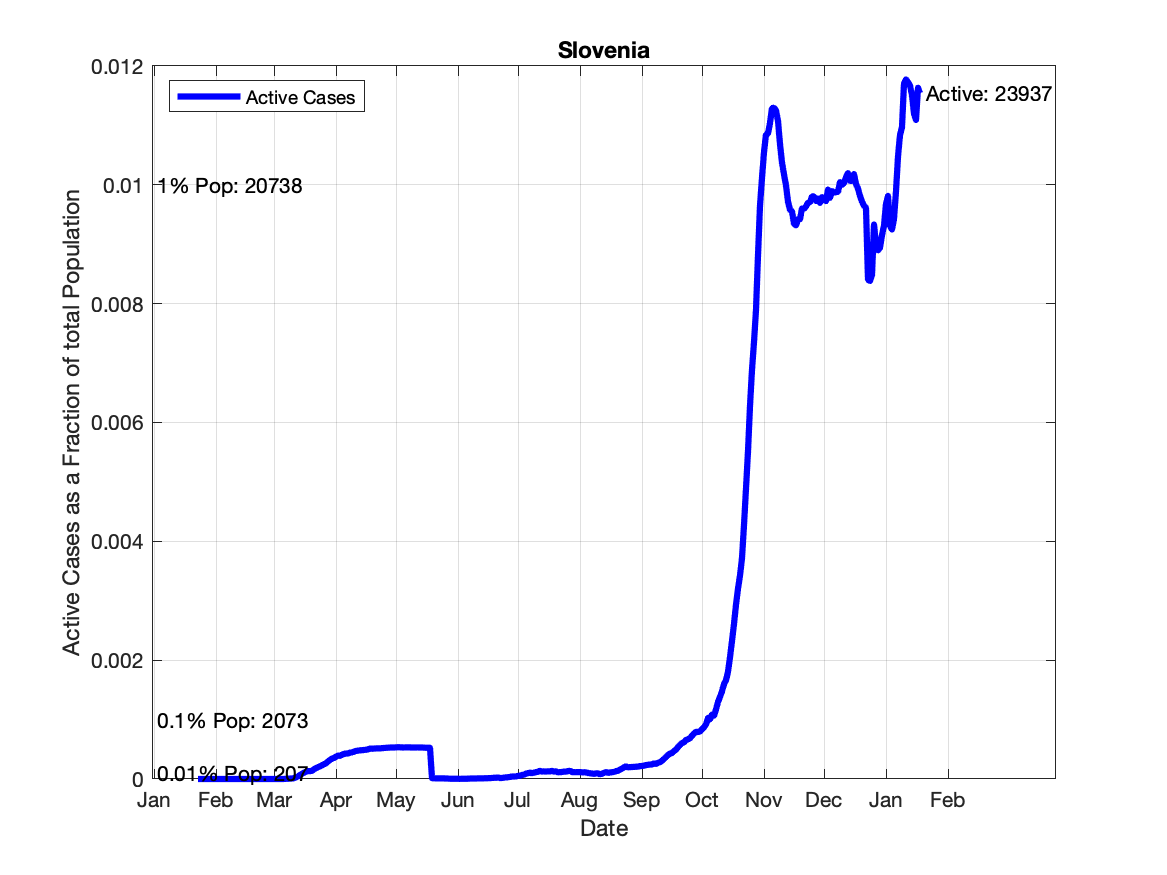 Slovenia
0.012
Active Cases
Active: 23937
0.01
1% Pop: 20738
0.008
0.006
0.004
0.002
0.1% Pop: 2073
0.01% Pop: 207
0
Jan Feb Mar Apr May Jun Jul Aug Sep Oct Nov Dec Jan Feb
Date
Active Cases as a Fraction of total Population